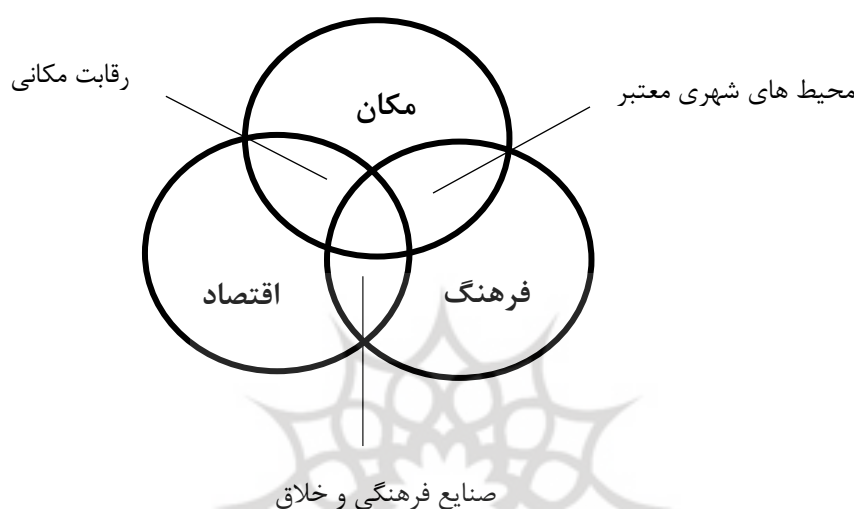 رقابت مکانی
محیط های شهری معتبر
مکان
اقتصاد
فرهنگ
صنایع فرهنگی و خلاق